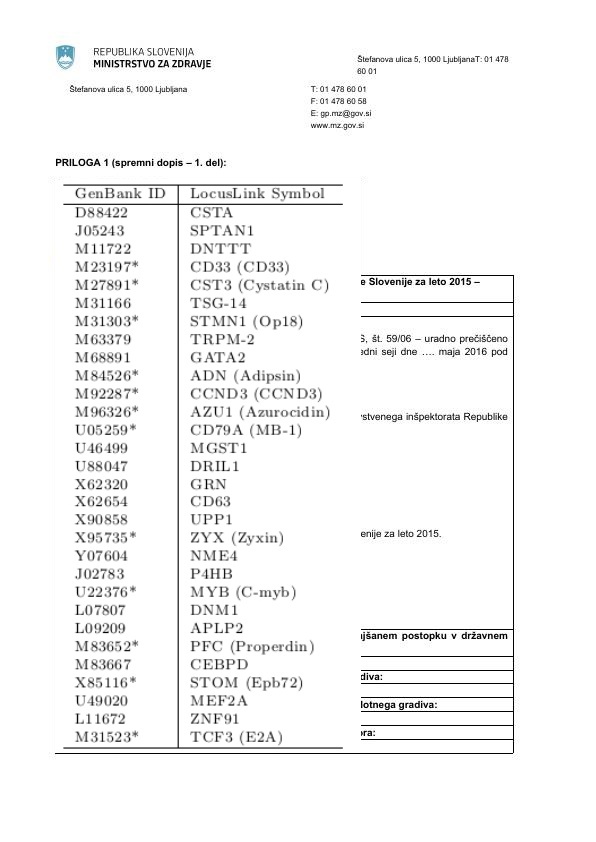 REPUBLIKA SLOVENIJA
MINISTRSTVO ZA ZDRAVJE
Štefanova ulica 5, 1000 LjubljanaT: 01 478
60 01
Štefanova ulica 5, 1000 Ljubljana
T: 01 478 60 01
F: 01 478 60 58
E: gp.mz@gov.si
www.mz.gov.si
PRILOGA 1 (spremni dopis – 1. del):
GenBank ID LocusLink Symbol
D88422 CSTA
J05243 SPTAN1
M11722 DNTTT
M23197* CD33 (CD33)
M27891* CST3 (Cystatin C)
M31166 TSG-14
M31303* STMN1 (Op18)
M63379 TRPM-2
M68891 GATA2
M84526* ADN (Adipsin)
M92287* CCND3 (CCND3)
M96326* AZU1 (Azurocidin)
U05259* CD79A (MB-1)
U46499 MGST1
U88047 DRIL1
X62320 GRN
X62654 CD63
X90858 UPP1
X95735* ZYX (Zyxin)
Y07604 NME4
J02783 P4HB
U22376* MYB (C-myb)
L07807 DNM1
L09209 APLP2
M83652* PFC (Properdin)
M83667 CEBPD
X85116* STOM (Epb72)
U49020 MEF2A
L11672 ZNF91
M31523* TCF3 (E2A)
Slovenije za leto 2015 –
št. 59/06 – uradno prečiščeno
seji dne …. maja 2016 pod
inšpektorata Republike
za leto 2015.
postopku v državnem
gradiva: